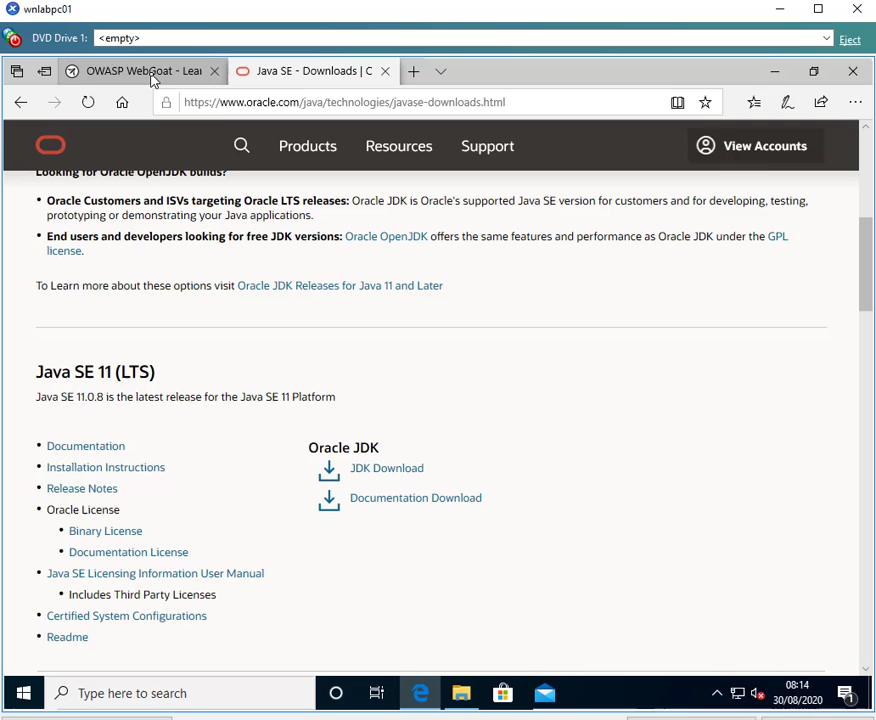 wnlabpc01
DVD Drive 1: <empty> Eject
OWASP WebGoat - Lear
Java SE - Downloads | C
https://www.oracle.com/java/technologies/javase-downloads.html
Products Resources Support View Accounts
Looking for Oracle OpenJDK builds?
• Oracle Customers and ISVs targeting Oracle LTS releases: Oracle JDK is Oracle's supported Java SE version for customers and for developing, testing,
prototyping or demonstrating your Java applications.
• End users and developers looking for free JDK versions: Oracle OpenJDK offers the same features and performance as Oracle JDK under the GPL
license.
To Learn more about these options visit Oracle JDK Releases for Java 11 and Later
Java SE 11 (LTS)
Java SE 11.0.8 is the latest release for the Java SE 11 Platform
• Documentation
• Installation Instructions
• Release Notes
• Oracle License
• Binary License
• Documentation License
• Java SE Licensing Information User Manual
• Includes Third Party Licenses
• Certified System Configurations
• Readme
Oracle JDK
JDK Download
Documentation Download
Type here to search
08:14
30/08/2020
1